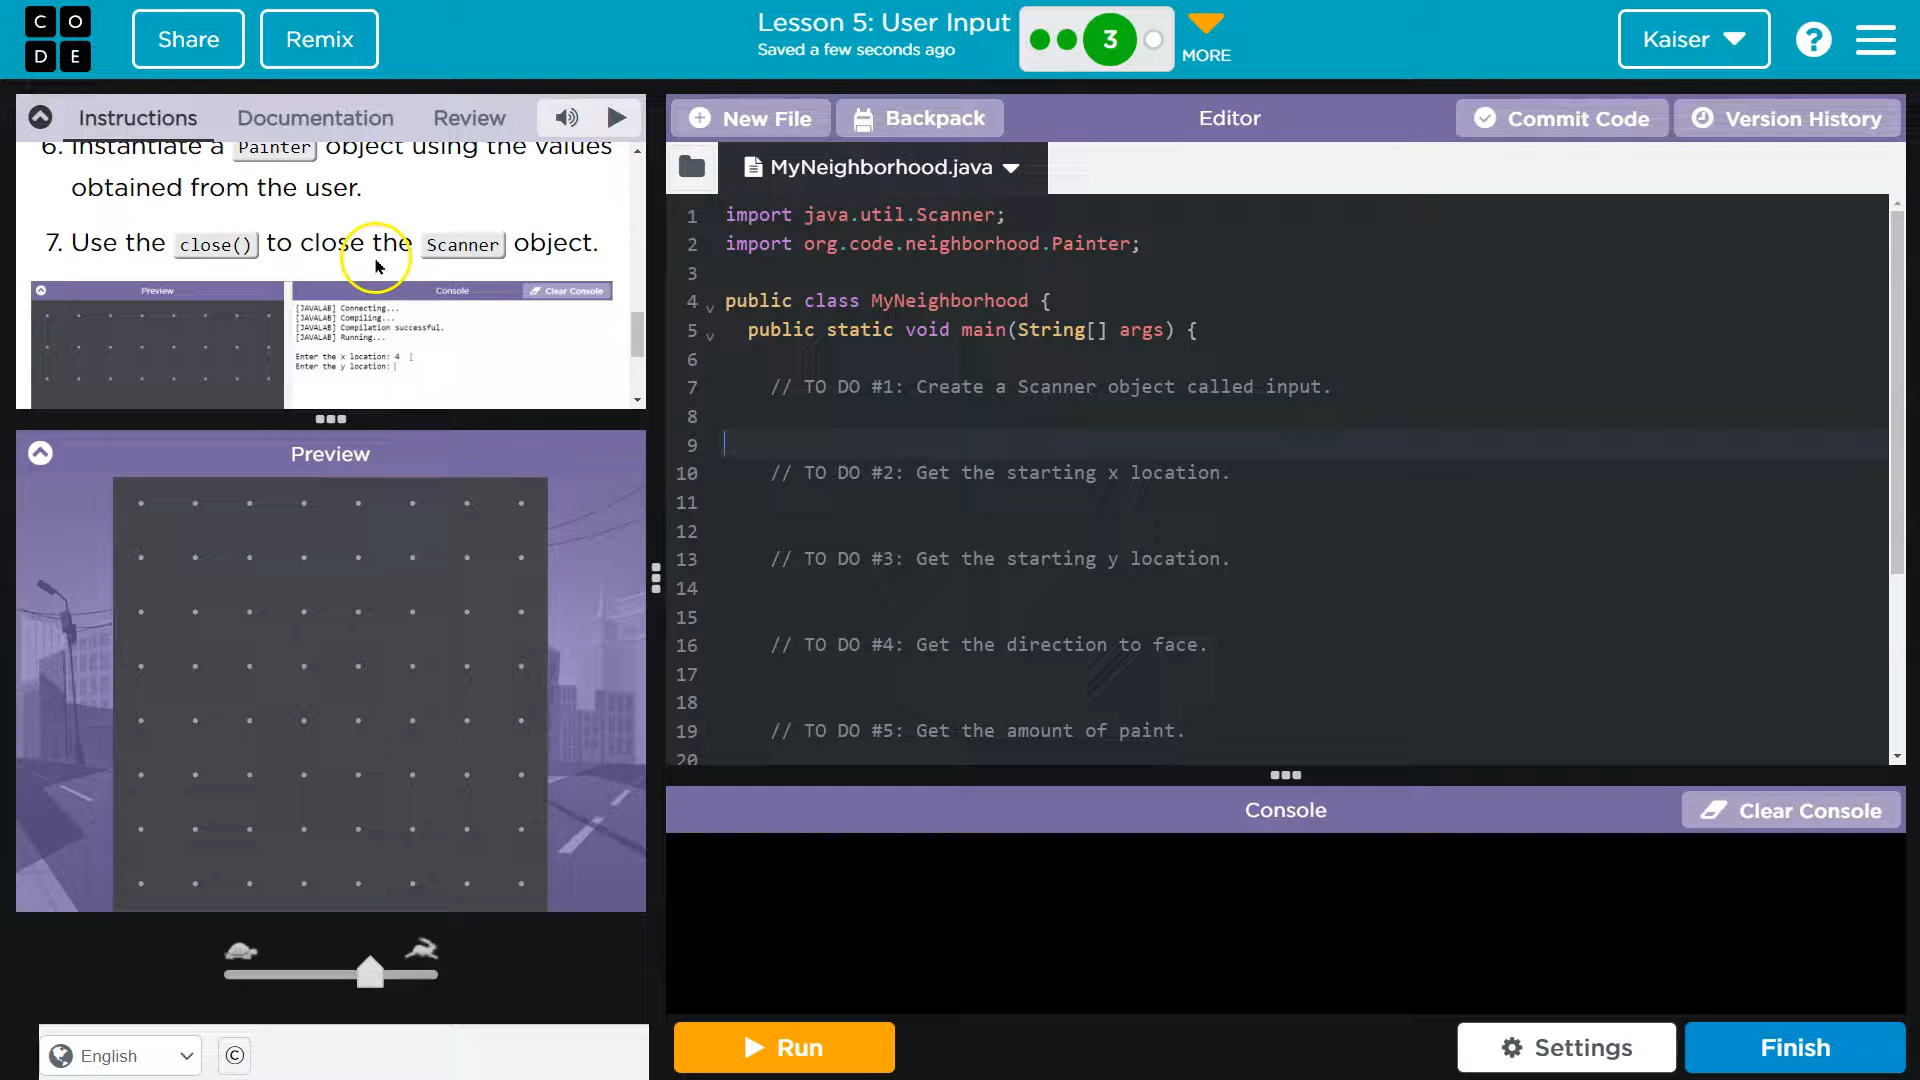 C O
D E
Share
Remix
Lesson 5: User Input
Saved a few seconds ago
3
MORE
Kaiser
?
Instructions
Documentation
Review
6. Instantiate a Painter object using the values
obtained from the user.
7. Use the close() to close the Scanner object.
Preview
Console
Clear Console
[JAVALAB] Connecting...
[JAVALAB] Compiling...
[JAVALAB] Compilation successful.
[JAVALAB] Running...
Enter the x location: 4
Enter the y location:
Preview
English
©
New File
Backpack
Editor
Commit Code
Version History
MyNeighborhood.java
1 import java.util.Scanner;
2 import org.code.neighborhood.Painter;
3
4 public class MyNeighborhood {
5 public static void main(String[] args) {
6
7 // TO DO #1: Create a Scanner object called input.
8
9
10 // TO DO #2: Get the starting x location.
11
12
13 // TO DO #3: Get the starting y location.
14
15
16 // TO DO #4: Get the direction to face.
17
18
19 // TO DO #5: Get the amount of paint.
20
Console
Clear Console
Run
Settings
Finish